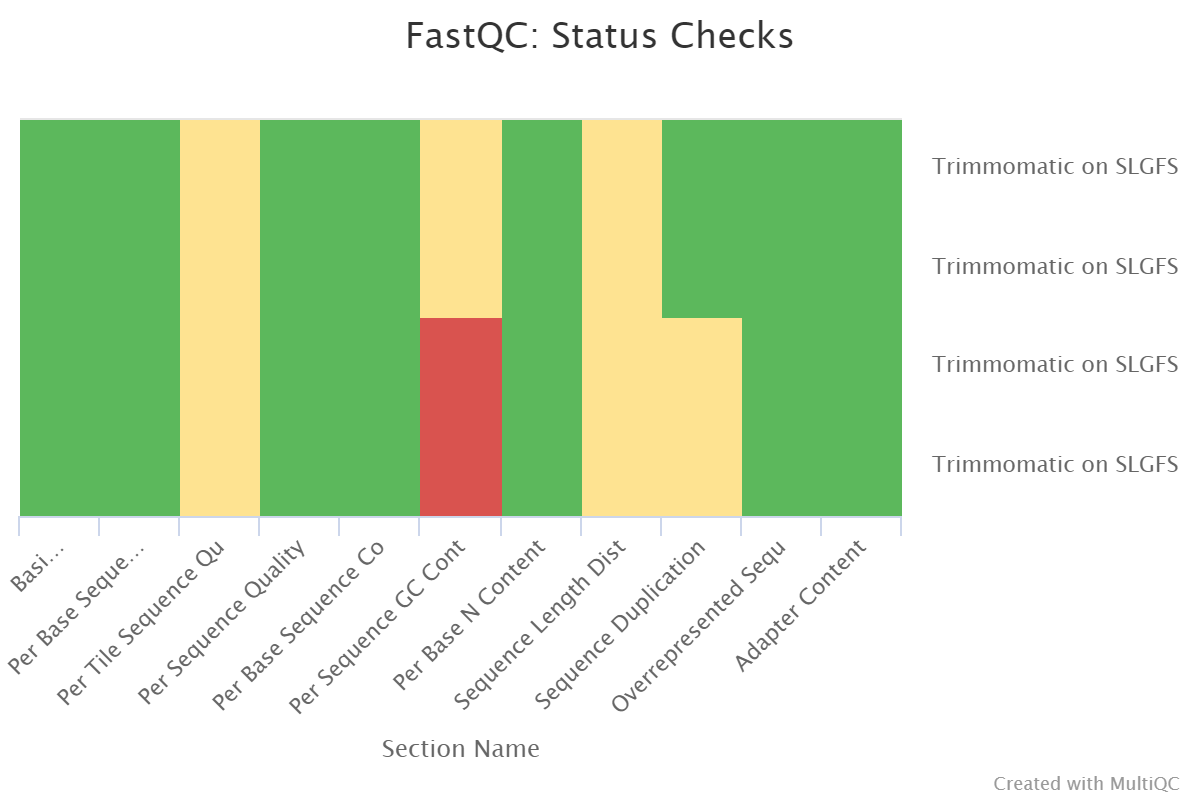 FastQC: Status Checks
Trimmomatic on SLGFS
Trimmomatic on SLGFS
Trimmomatic on SLGFS
Trimmomatic on SLGFS
Basi…
Per Base Seque…
Per Tile Sequence Qu
Per Sequence Quality
Per Base Sequence Co
Per Sequence GC Cont
Per Base N Content
Sequence Length Dist
Sequence Duplication
Overrepresented Sequ
Adapter Content
Section Name
Created with MultiQC